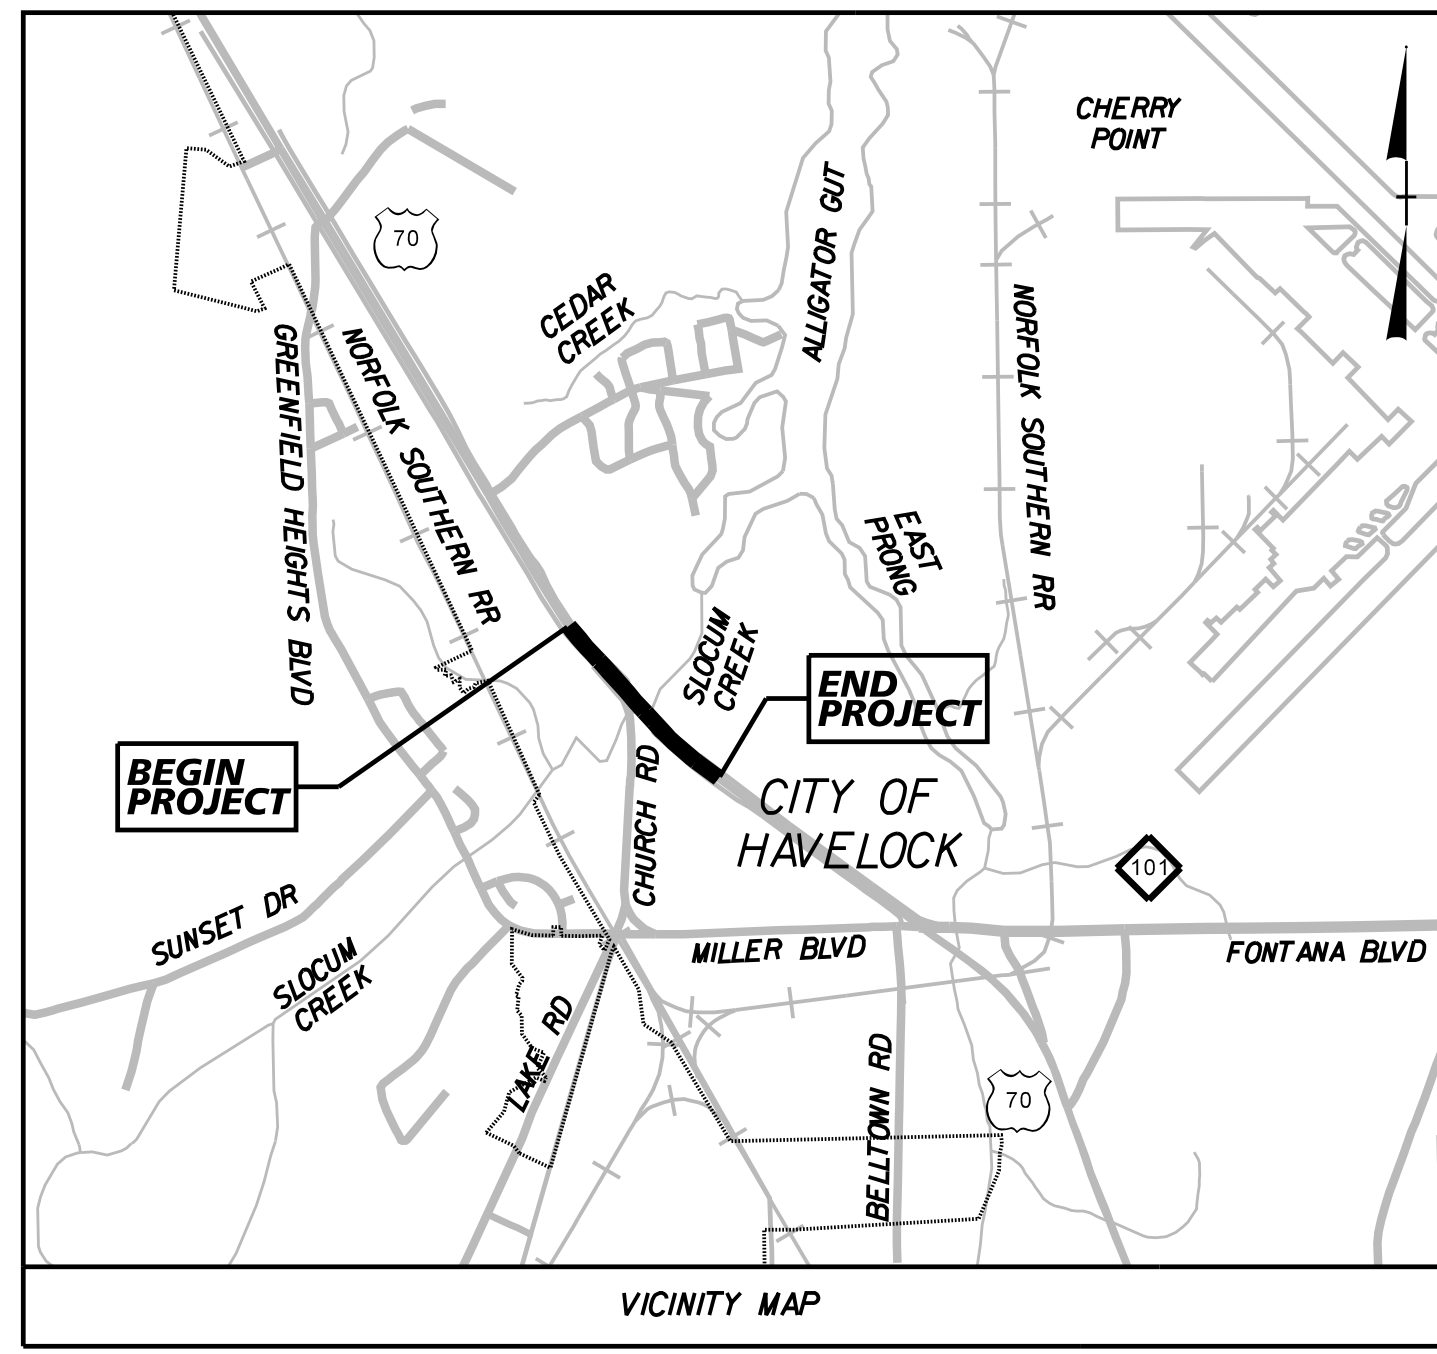 CHERRY
POINT
70
ALLIGATOR GUT
CEDAR
CREEK
NORFOLK SOUTHERN RR
GREENFIELD HEIGHTS BLVD
NORFOLK SOUTHERN RR
EAST
PRONG
SLOCUM
CREEK
END
PROJECT
BEGIN
PROJECT
CHURCH RD
CITY OF
HAVELOCK
101
SUNSET DR
MILLER BLVD
FONTANA BLVD
SLOCUM
CREEK
LAKE RD
BELLTOWN RD
70
VICINITY MAP